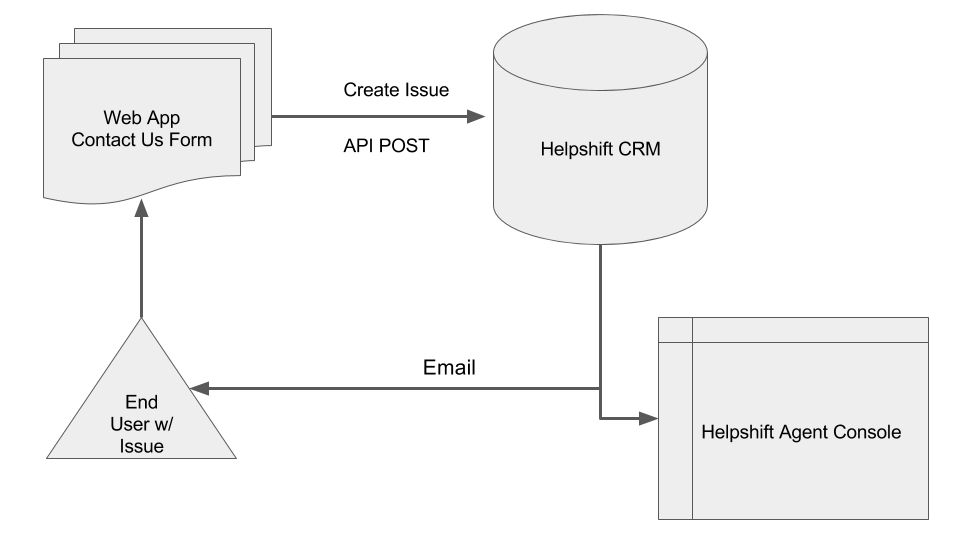 Create Issue
Web App
Contact Us Form
API POST
Helpshift CRM
Email
End
User w/
Issue
Helpshift Agent Console